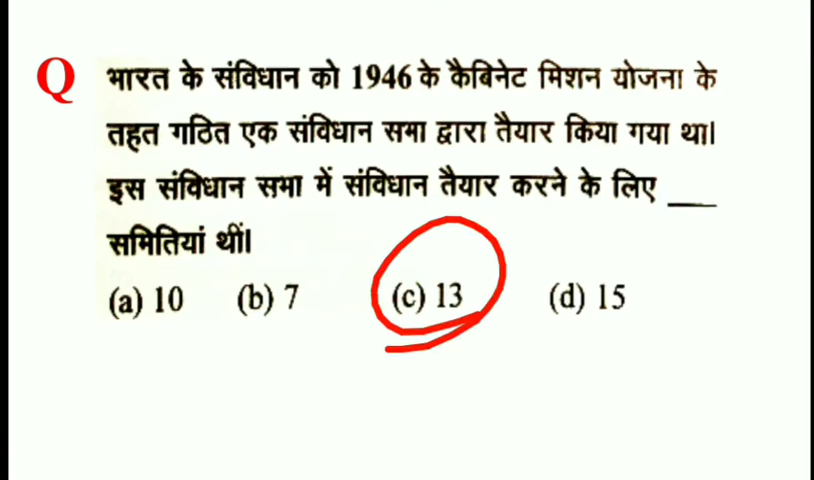 Q भारत के संविधान को 1946 के कैबिनेट मिशन योजना के
तहत गठित एक संविधान सभा द्वारा तैयार किया गया था।
इस संविधान सभा में संविधान तैयार करने के लिए ___
समितियां थीं।
(a) 10 (b) 7 (c) 13 (d) 15